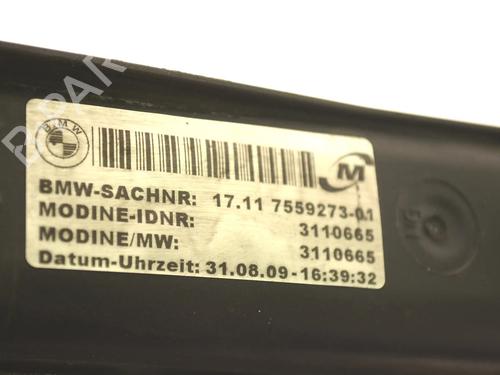 BMW
BMW-SACHNR: 17.11 7559273-01
MODINE-IDNR: 3110665
MODINE/MW: 3110665
Datum-Uhrzeit: 31.08.09-16:39:32